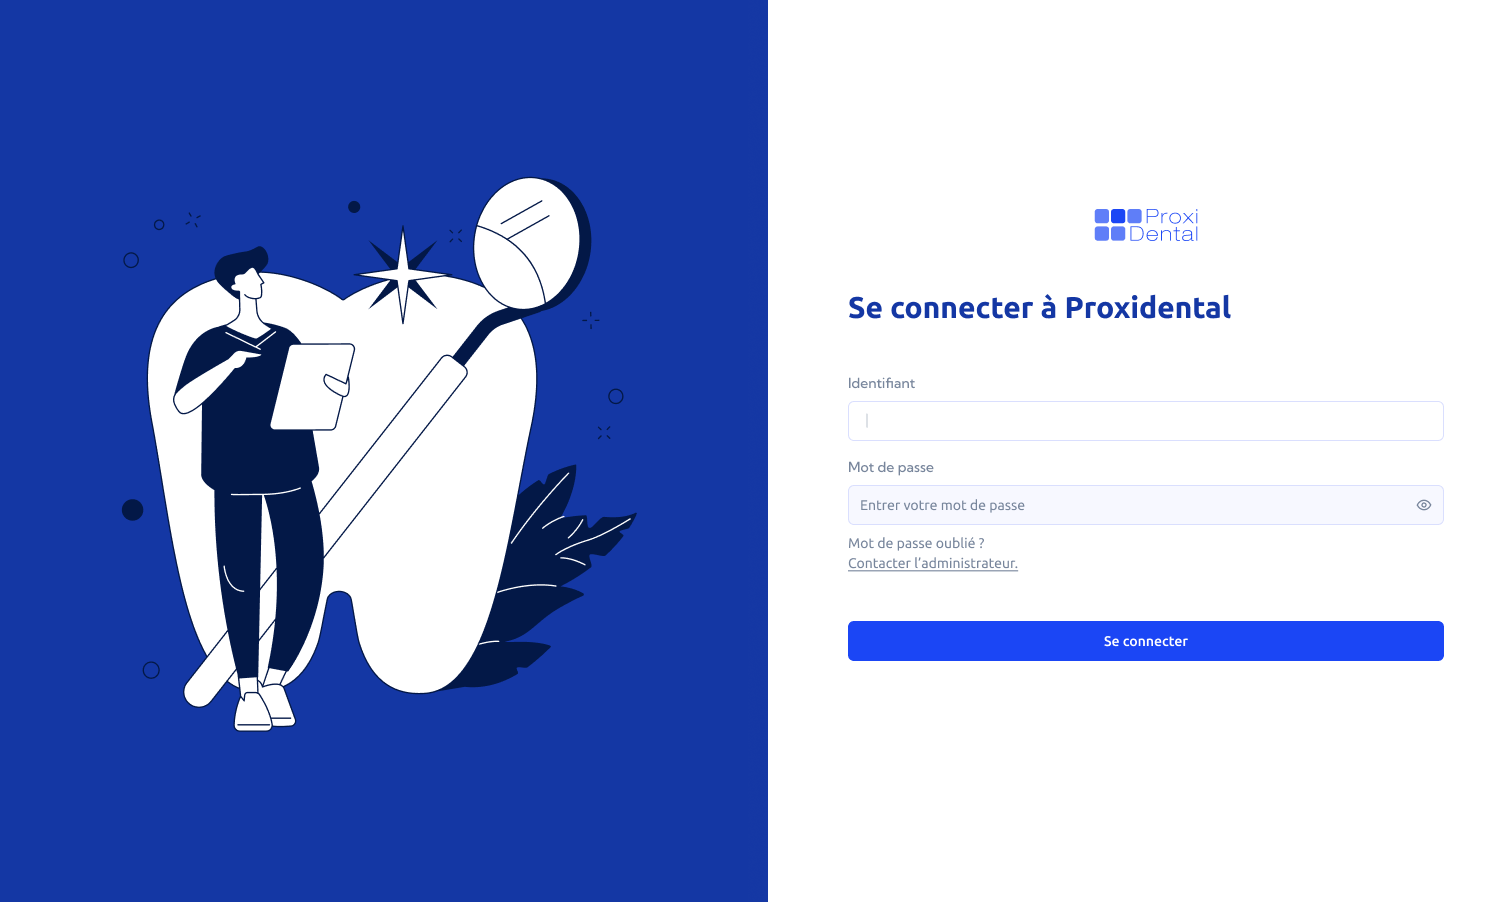 Proxi
Dental
Se connecter à Proxidental
Identifiant
Mot de passe
Entrer votre mot de passe
Mot de passe oublié ?
Contacter l’administrateur.
Se connecter